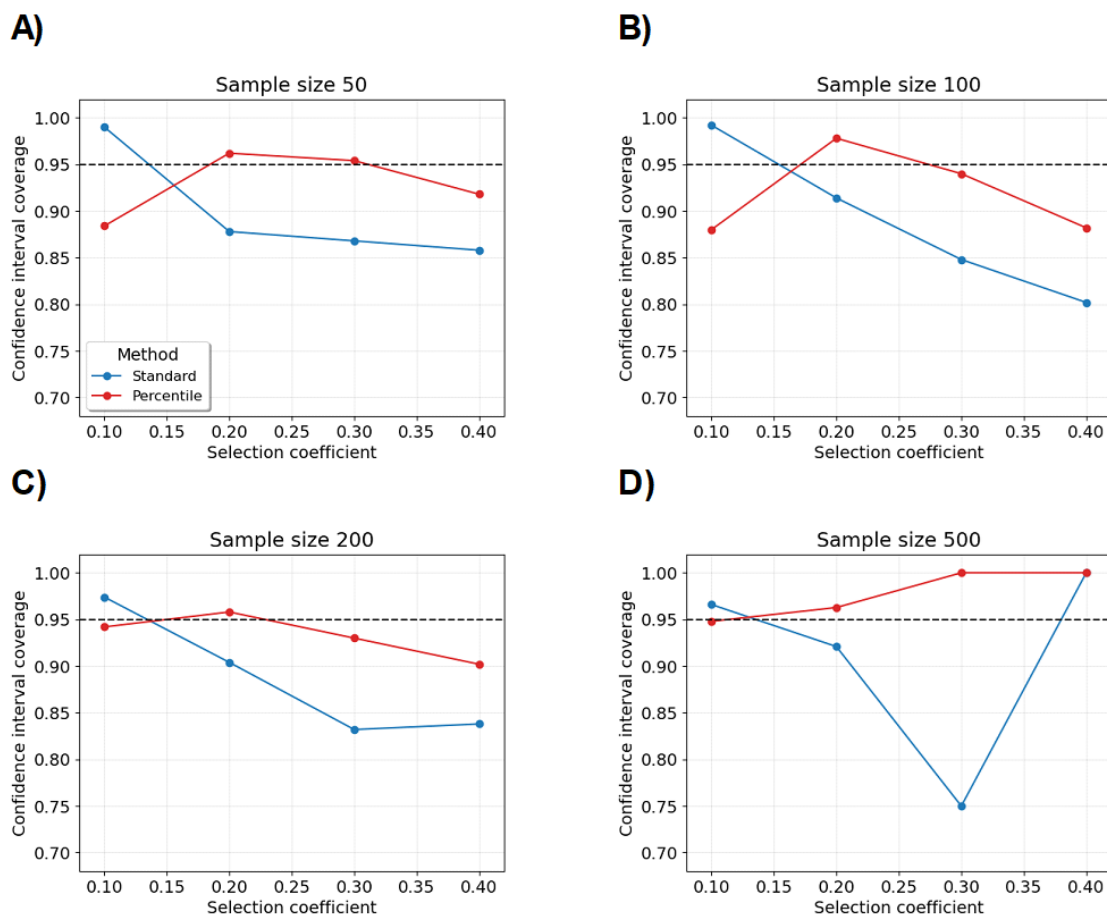 A)
Sample size 50
Confidence interval coverage
1.00
0.95
0.90
0.85
0.80
0.75
0.70
Method
Standard
Percentile
0.10 0.15 0.20 0.25 0.30 0.35 0.40
Selection coefficient
B)
Sample size 100
Confidence interval coverage
1.00
0.95
0.90
0.85
0.80
0.75
0.70
0.10 0.15 0.20 0.25 0.30 0.35 0.40
Selection coefficient
C)
Sample size 200
Confidence interval coverage
1.00
0.95
0.90
0.85
0.80
0.75
0.70
0.10 0.15 0.20 0.25 0.30 0.35 0.40
Selection coefficient
D)
Sample size 500
Confidence interval coverage
1.00
0.95
0.90
0.85
0.80
0.75
0.70
0.10 0.15 0.20 0.25 0.30 0.35 0.40
Selection coefficient